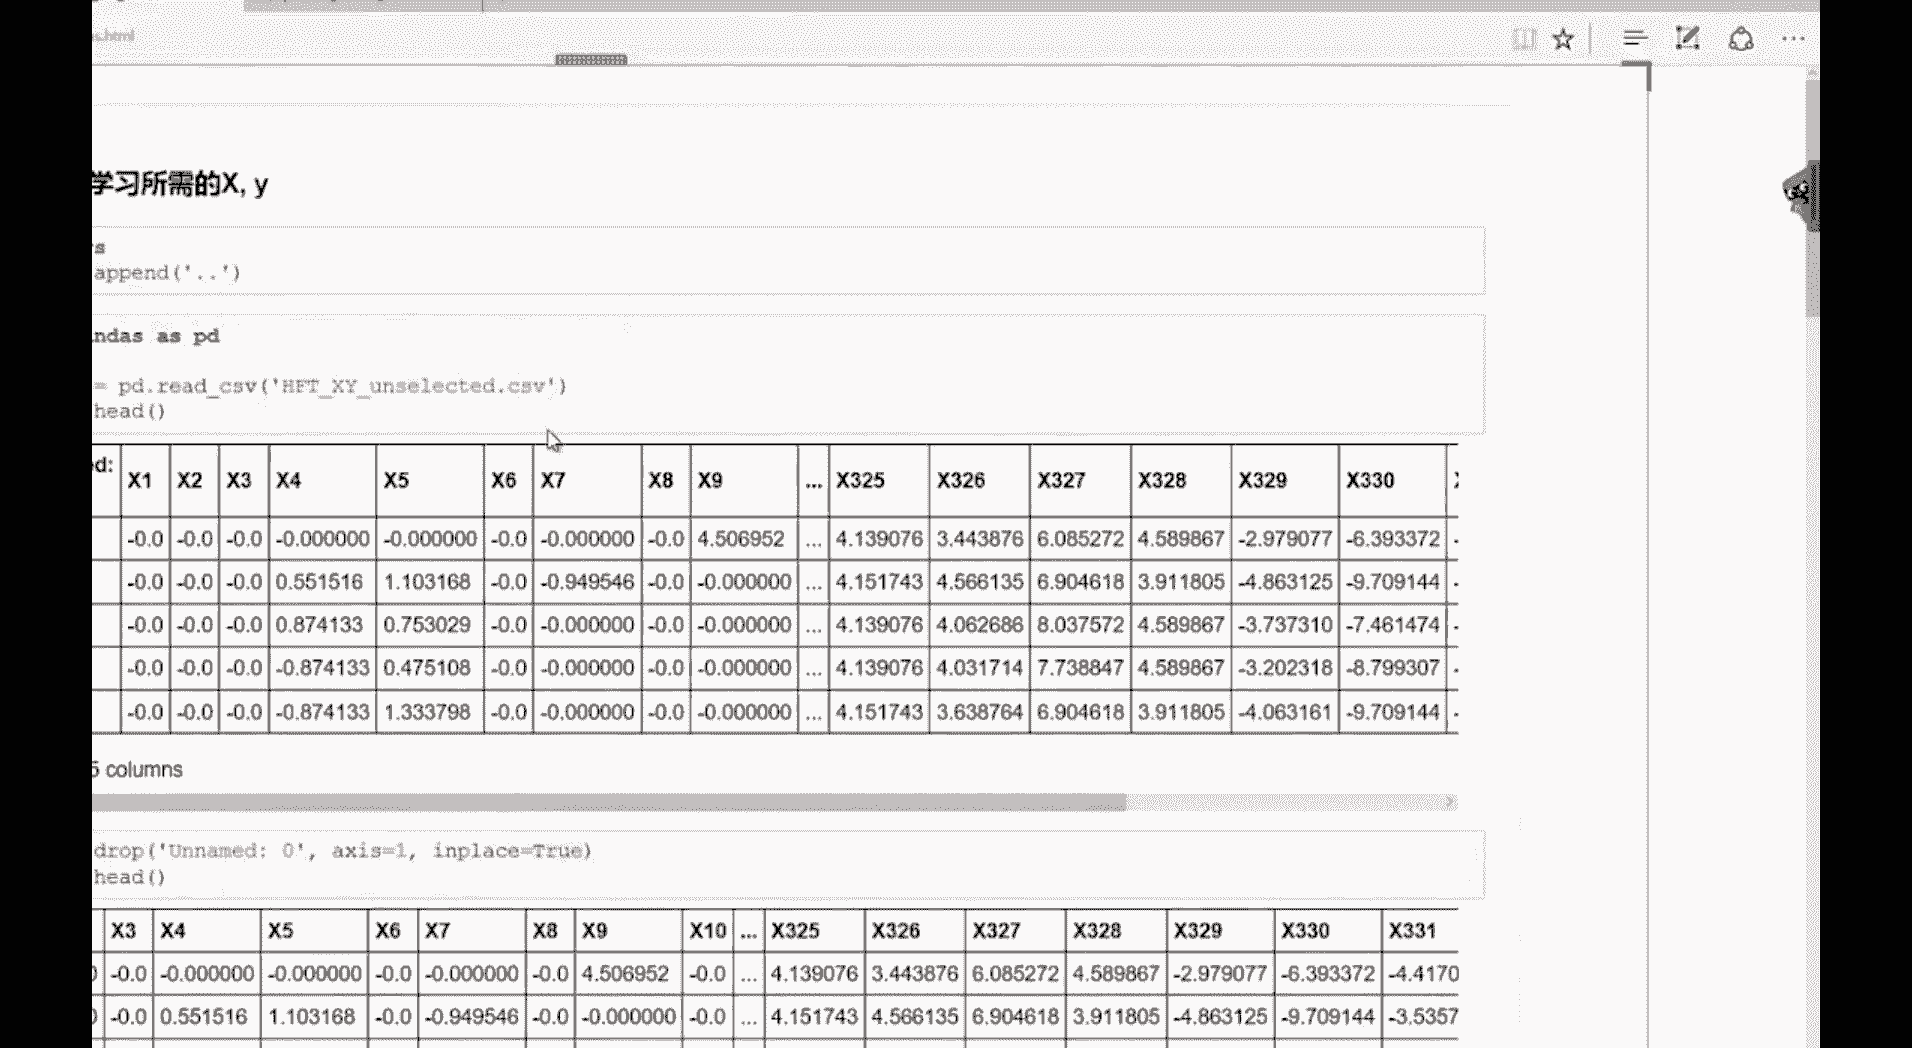 s.html
学习所需的X, y
s
append('..')
ndas as pd
= pd.read_csv('HFT_XY_unselected.csv')
head()
ed: X1 X2 X3 X4 X5 X6 X7 X8 X9 ... X325 X326 X327 X328 X329 X330
-0.0 -0.0 -0.0 -0.000000 -0.000000 -0.0 -0.000000 -0.0 4.506952 ... 4.139076 3.443876 6.085272 4.589867 -2.979077 -6.393372 -
-0.0 -0.0 -0.0 0.551516 1.103168 -0.0 -0.949546 -0.0 -0.000000 ... 4.151743 4.566135 6.904618 3.911805 -4.863125 -9.709144 -
-0.0 -0.0 -0.0 0.874133 0.753029 -0.0 -0.000000 -0.0 -0.000000 ... 4.139076 4.062686 8.037572 4.589867 -3.737310 -7.461474 -
-0.0 -0.0 -0.0 -0.874133 0.475108 -0.0 -0.000000 -0.0 -0.000000 ... 4.139076 4.031714 7.738847 4.589867 -3.202318 -8.799307 -
-0.0 -0.0 -0.0 -0.874133 1.333798 -0.0 -0.000000 -0.0 -0.000000 ... 4.151743 3.638764 6.904618 3.911805 -4.063161 -9.709144 -
5 columns
drop('Unnamed: 0', axis=1, inplace=True)
head()
X3 X4 X5 X6 X7 X8 X9 X10 ... X325 X326 X327 X328 X329 X330 X331
-0.0 -0.000000 -0.000000 -0.0 -0.000000 -0.0 4.506952 -0.0 ... 4.139076 3.443876 6.085272 4.589867 -2.979077 -6.393372 -4.4170
-0.0 0.551516 1.103168 -0.0 -0.949546 -0.0 -0.000000 -0.0 ... 4.151743 4.566135 6.904618 3.911805 -4.863125 -9.709144 -3.5357